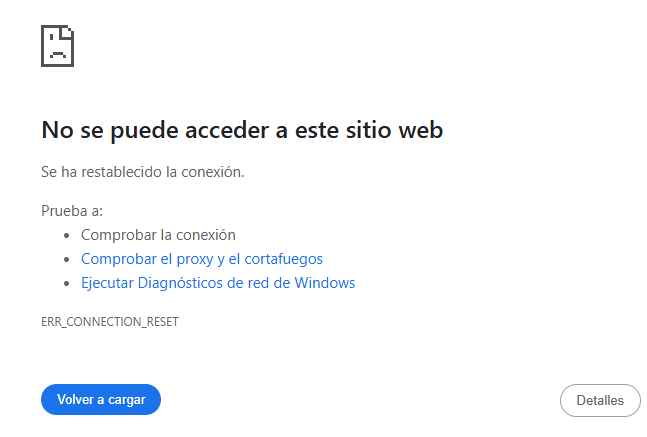 No se puede acceder a este sitio web
Se ha restablecido la conexión.
Prueba a:
Comprobar la conexión
Comprobar el proxy y el cortafuegos
Ejecutar Diagnósticos de red de Windows
ERR_CONNECTION_RESET
Volver a cargar
Detalles